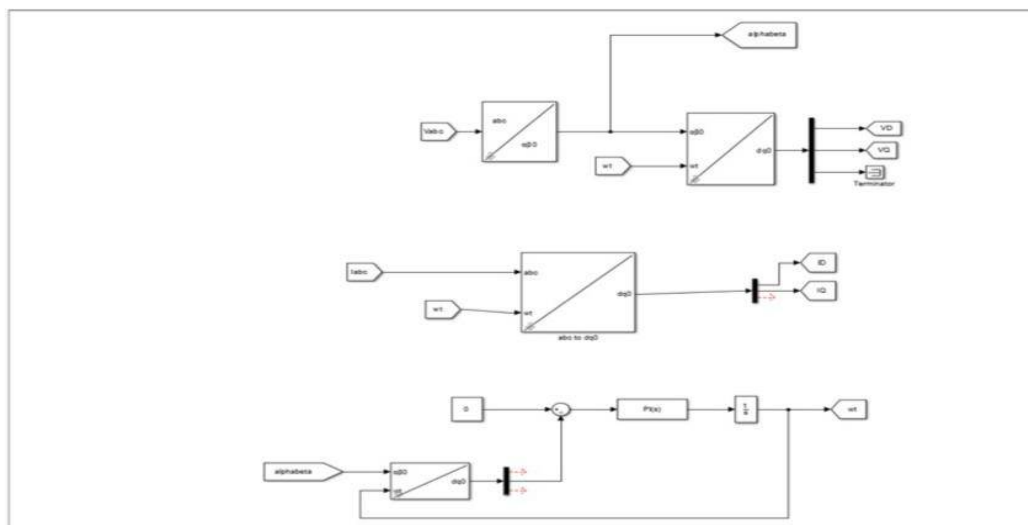 alphabeta
Vabc
abc
αβ0
αβ0
wt
wt
dq0
VD
VQ
Terminator
Iabc
abc
wt
wt
dq0
ID
IQ
abc to dq0
0
PI(s)
wt
alphabeta
αβ0
wt
dq0